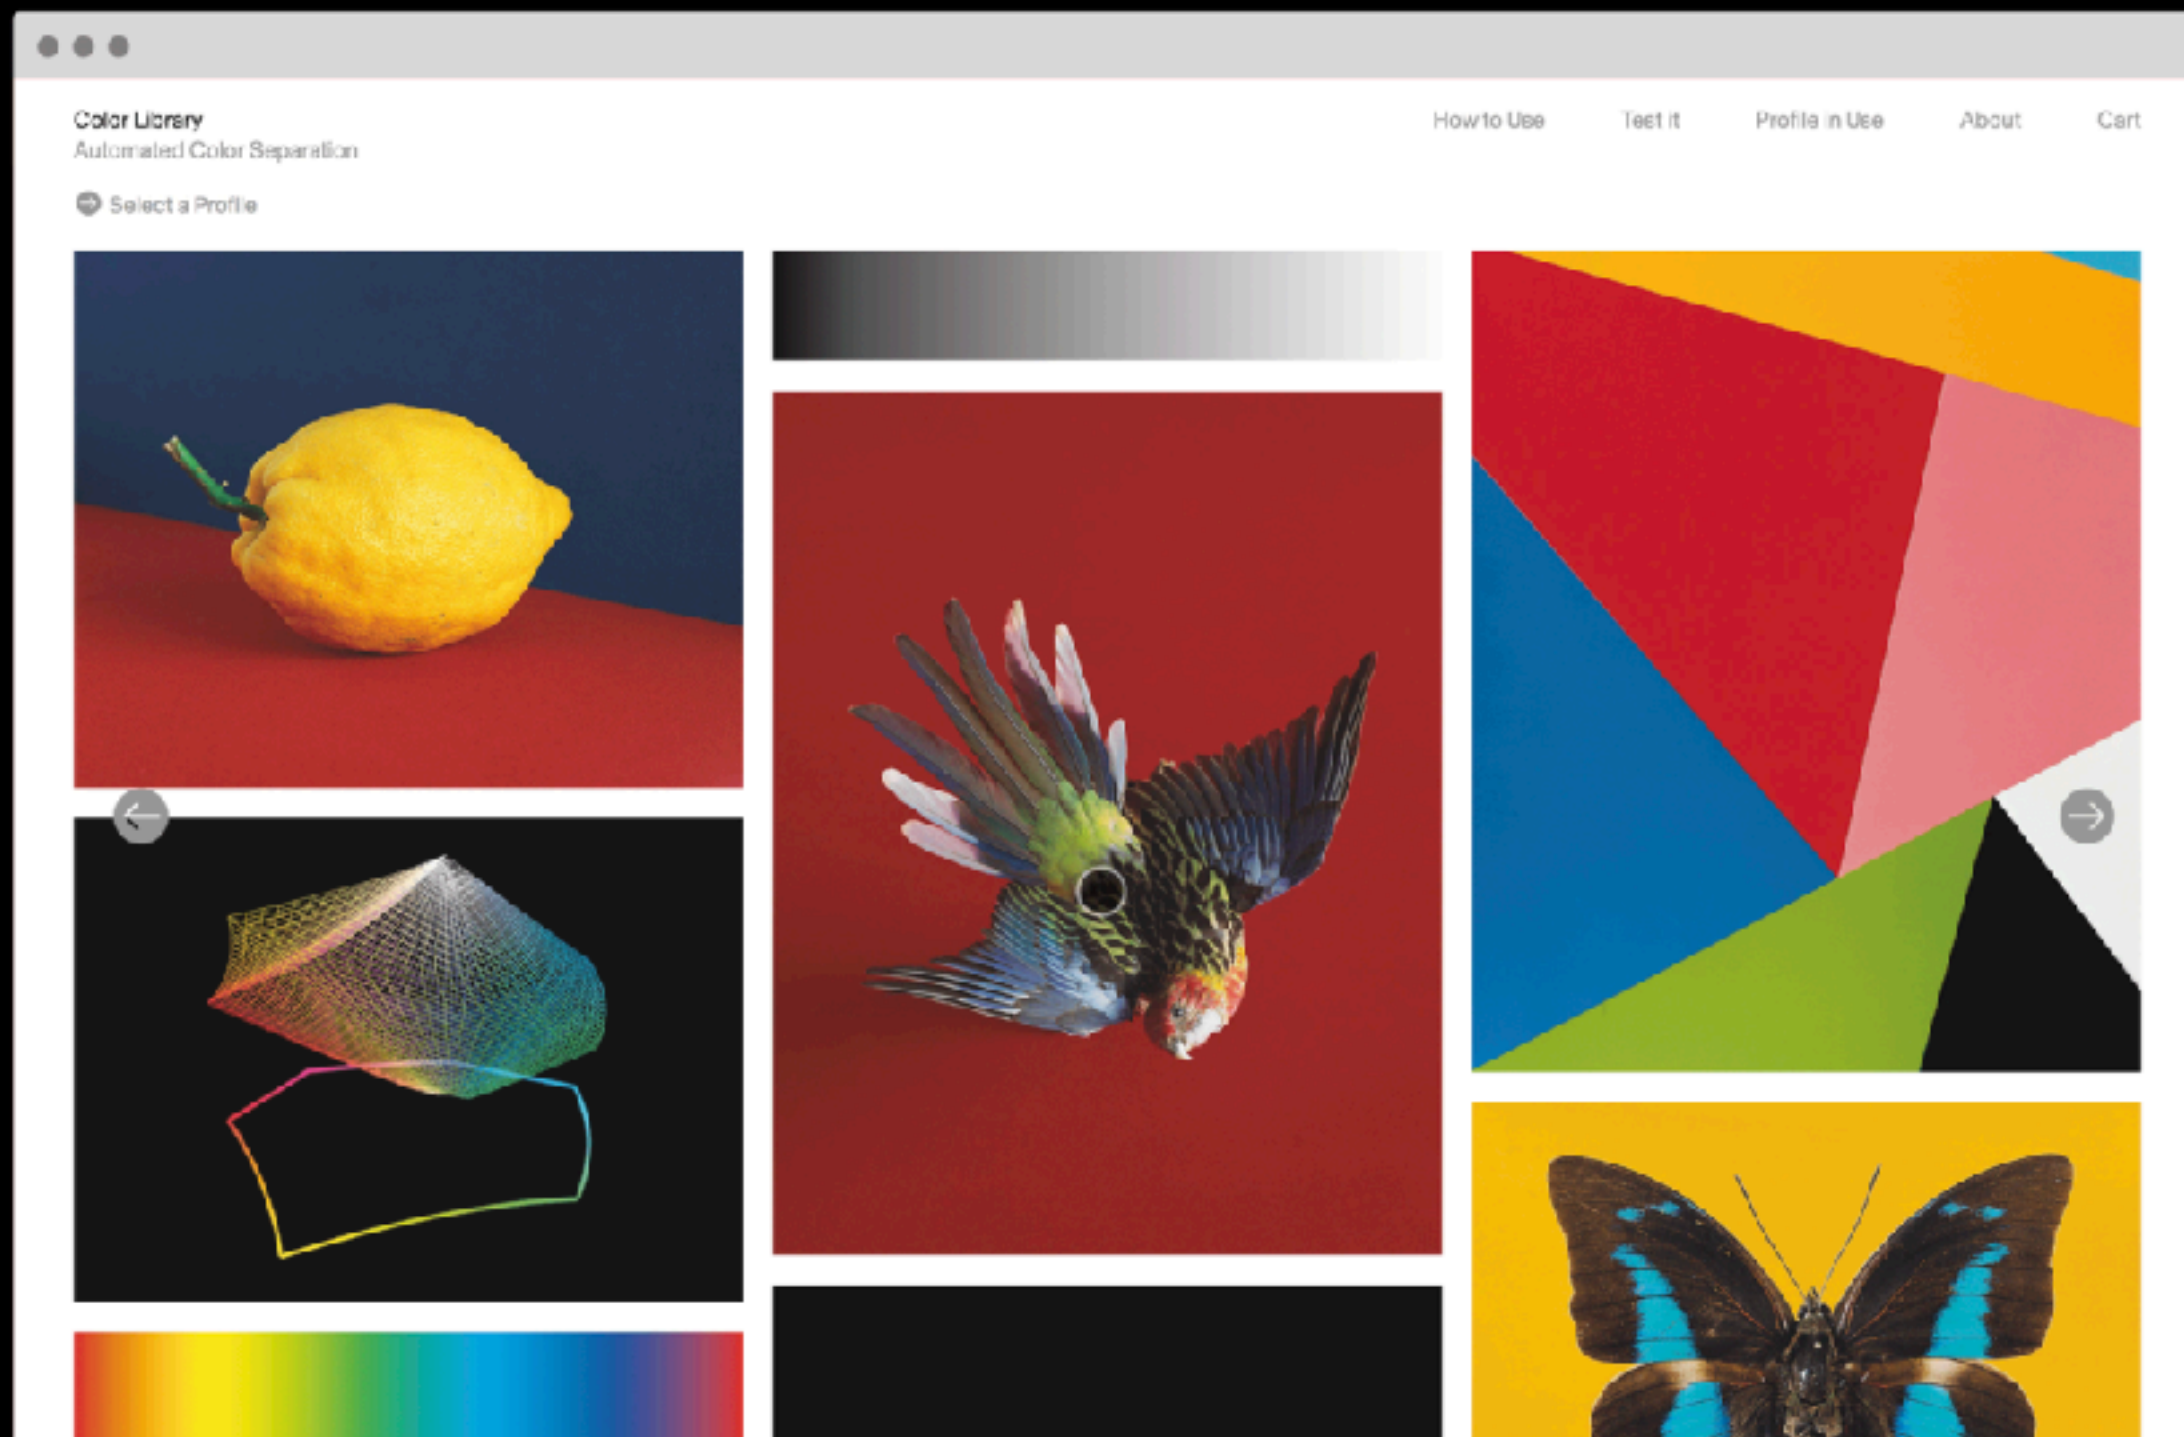 Color Library
Automated Color Separation
How to Use
Test it
Profile in Use
About
Cart
Select a Profile